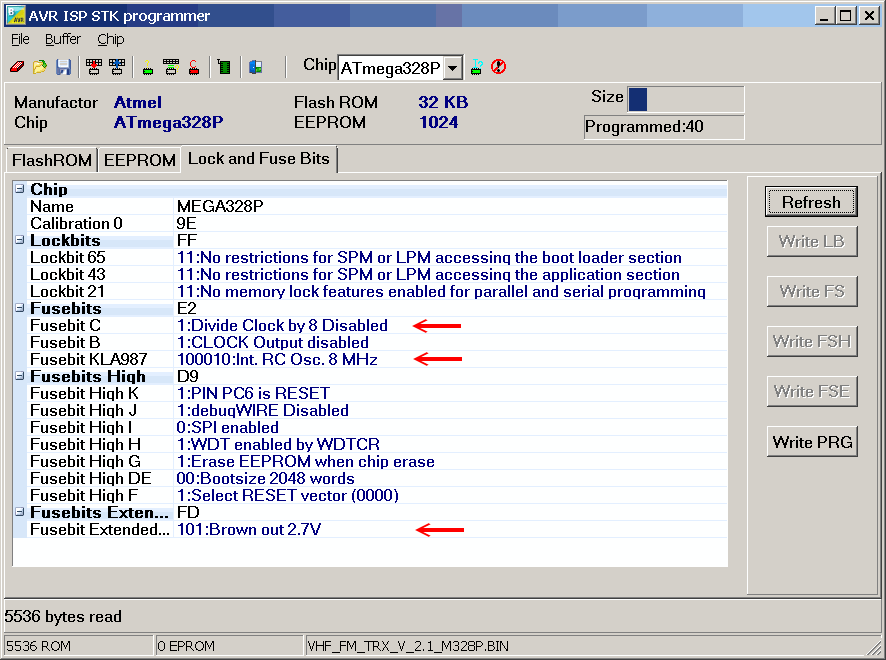 AVR ISP STK programmer
File Buffer Chip
Chip ATmega328P
Manufactor Atmel Flash ROM 32 KB Size
Chip ATmega328P EEPROM 1024 Programmed:40
FlashROM EEPROM Lock and Fuse Bits
Chip
Name MEGA328P
Calibration 0 9E
Lockbits FF
Lockbit 65 11:No restrictions for SPM or LPM accessing the boot loader section
Lockbit 43 11:No restrictions for SPM or LPM accessing the application section
Lockbit 21 11:No memory lock features enabled for parallel and serial programming
Fusebits E2
Fusebit C 1:Divide Clock by 8 Disabled
Fusebit B 1:CLOCK Output disabled
Fusebit KLA987 100010:Int. RC Osc. 8 MHz
Fusebits High D9
Fusebit High K 1:PIN PC6 is RESET
Fusebit High J 1:debugWIRE Disabled
Fusebit High I 0:SPI enabled
Fusebit High H 1:WDT enabled by WDTCR
Fusebit High G 1:Erase EEPROM when chip erase
Fusebit High DE 00:Bootsize 2048 words
Fusebit High F 1:Select RESET vector (0000)
Fusebits Exten... FD
Fusebit Extended... 101:Brown out 2.7V
Refresh
Write LB
Write FS
Write FSH
Write FSE
Write PRG
5536 bytes read
5536 ROM 0 EPROM VHF_FM_TRX_V_2.1_M328P.BIN